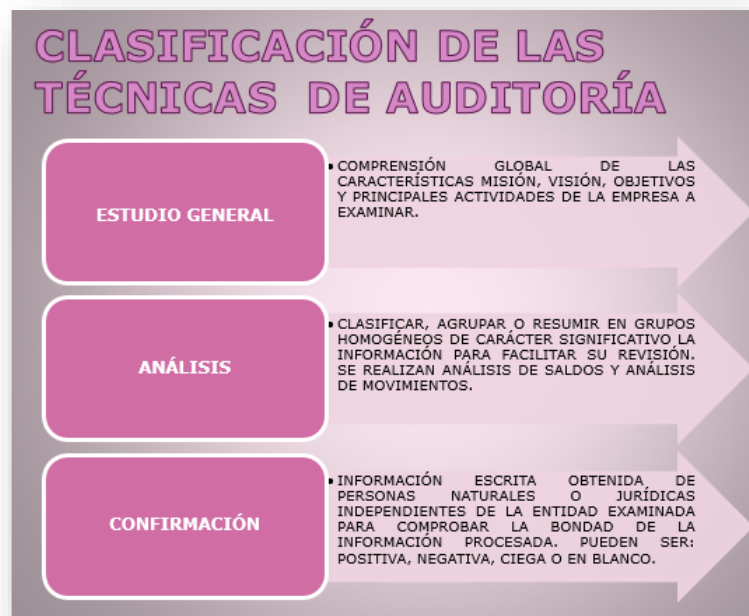 CLASIFICACIÓN DE LAS
TÉCNICAS DE AUDITORÍA
ESTUDIO GENERAL
• COMPRENSIÓN GLOBAL DE LAS
CARACTERÍSTICAS MISIÓN, VISIÓN, OBJETIVOS
Y PRINCIPALES ACTIVIDADES DE LA EMPRESA A
EXAMINAR.
ANÁLISIS
• CLASIFICAR, AGRUPAR O RESUMIR EN GRUPOS
HOMOGÉNEOS DE CARÁCTER SIGNIFICATIVO LA
INFORMACIÓN PARA FACILITAR SU REVISIÓN.
SE REALIZAN ANÁLISIS DE SALDOS Y ANÁLISIS
DE MOVIMIENTOS.
CONFIRMACIÓN
• INFORMACIÓN ESCRITA OBTENIDA DE
PERSONAS NATURALES O JURÍDICAS
INDEPENDIENTES DE LA ENTIDAD EXAMINADA
PARA COMPROBAR LA BONDAD DE LA
INFORMACIÓN PROCESADA. PUEDEN SER:
POSITIVA, NEGATIVA, CIEGA O EN BLANCO.